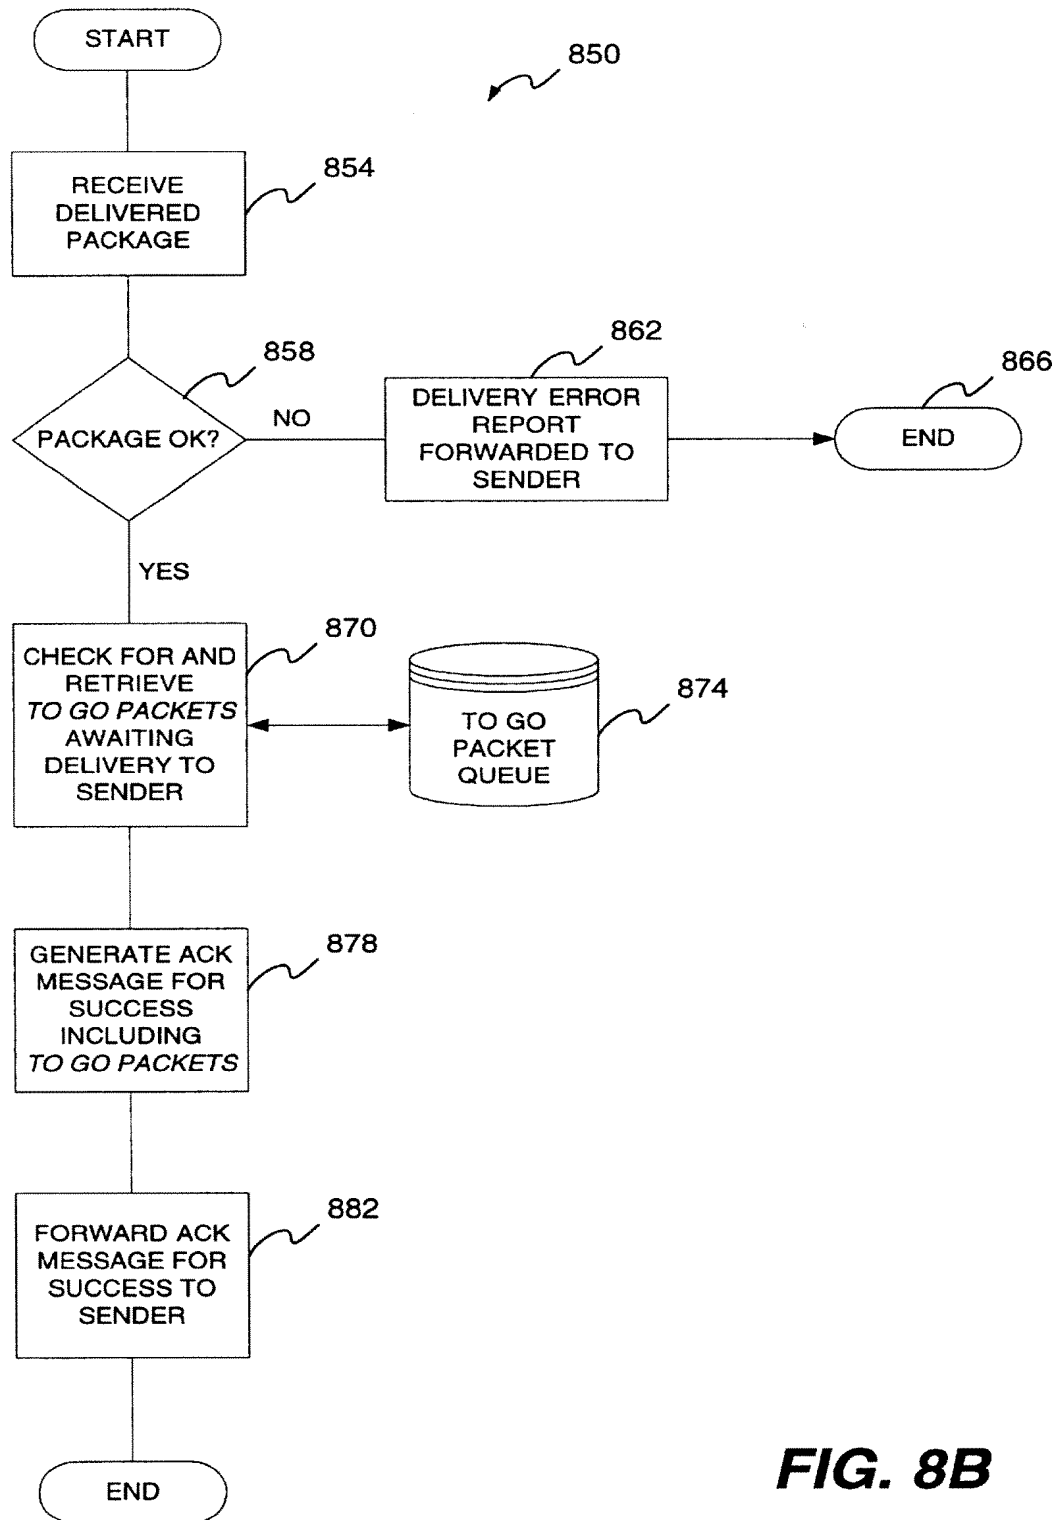 START
850
854
RECEIVE
DELIVERED
PACKAGE
858
PACKAGE OK?
NO
862
DELIVERY ERROR
REPORT
FORWARDED TO
SENDER
866
END
YES
870
CHECK FOR AND
RETRIEVE
TO GO PACKETS
AWAITING
DELIVERY TO
SENDER
874
TO GO
PACKET
QUEUE
878
GENERATE ACK
MESSAGE FOR
SUCCESS
INCLUDING
TO GO PACKETS
882
FORWARD ACK
MESSAGE FOR
SUCCESS TO
SENDER
END
FIG. 8B